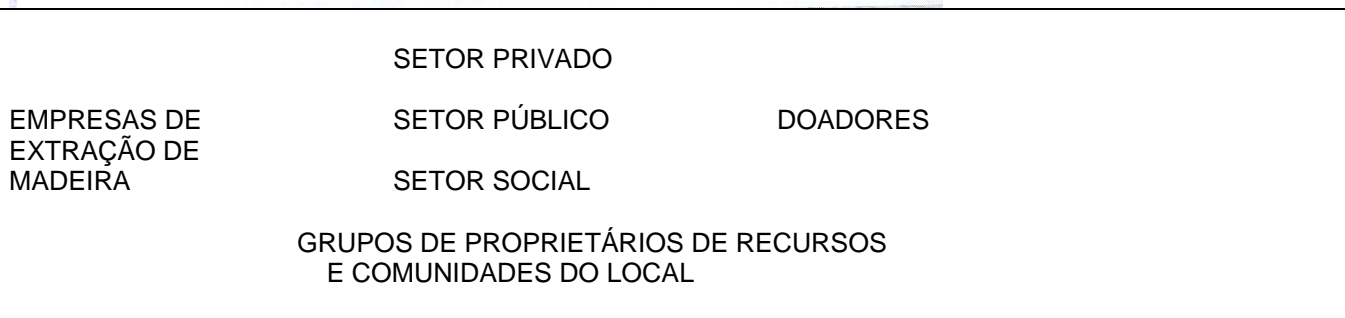 SETOR PRIVADO
EMPRESAS DE SETOR PÚBLICO DOADORES
EXTRAÇÃO DE
MADEIRA SETOR SOCIAL
GRUPOS DE PROPRIETÁRIOS DE RECURSOS
E COMUNIDADES DO LOCAL